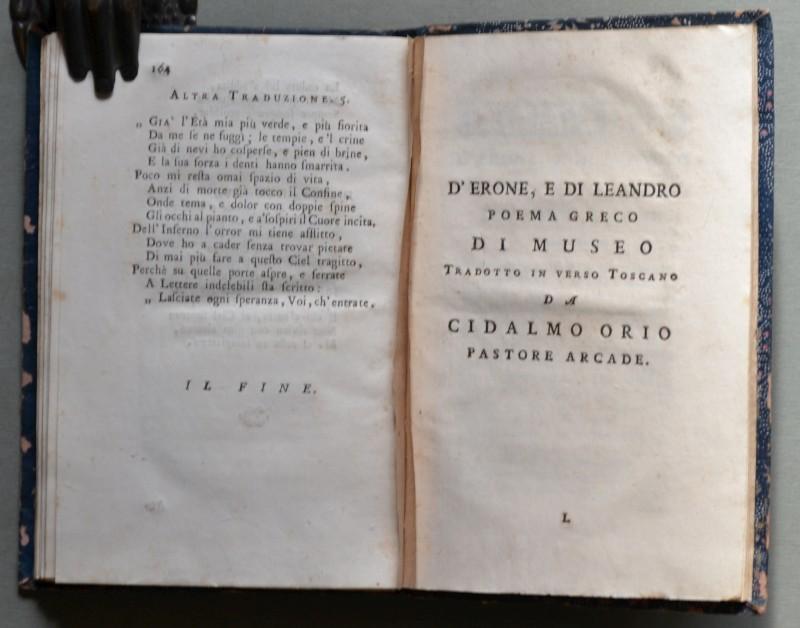 164
ALTRA TRADUZIONE. 5.
„ GIA' l'Età mia più verde, e più fiorita
Da me ſe ne fuggì; le tempie, e 'l crine
Già di nevi ho coſperſe, e pien di brine,
E la ſua forza i denti hanno ſmarrita.
Poco mi reſta omai ſpazio di vita,
Anzi di morte già tocco il Confine,
Onde tema, e dolor con doppie ſpine
Gli occhi al pianto, e a'ſoſpiri il Cuore incita.
Dell' Inferno l'orror mi tiene afflitto,
Dove ho a cader ſenza trovar pietate
Di mai più fare a queſto Ciel tragitto,
Perchè su quelle porte aſpre, e ferrate
A Lettere indelebili ſta ſcritto:
„ Laſciate ogni ſperanza, Voi, ch'entrate.
IL FINE.
D'ERONE, E DI LEANDRO
POEMA GRECO
DI MUSEO
TRADOTTO IN VERSO TOSCANO
DA
CIDALMO ORIO
PASTORE ARCADE.
L